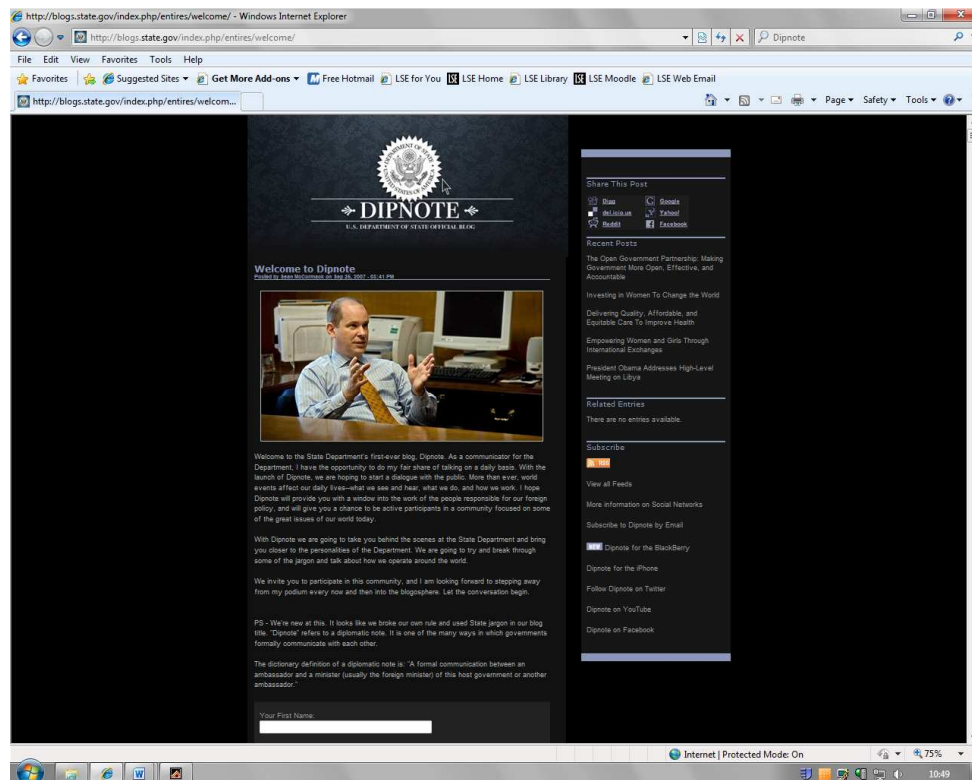 http://blogs.state.gov/index.php/entires/welcome/ - Windows Internet Explorer
http://blogs.state.gov/index.php/entires/welcome/
Dipnote
File Edit View Favorites Tools Help
Favorites Suggested Sites Get More Add-ons Free Hotmail LSE for You LSE Home LSE Library LSE Moodle LSE Web Email
http://blogs.state.gov/index.php/entires/welcom...
Page Safety Tools
DEPARTMENT OF STATE
UNITED STATES OF AMERICA
DIPNOTE
U.S. DEPARTMENT OF STATE OFFICIAL BLOG
Welcome to Dipnote
Posted by Sean McCormack on Sep 25, 2007 - 05:41 PM
Welcome to the State Department's first-ever blog, Dipnote. As a communicator for the
Department, I have the opportunity to do my fair share of talking on a daily basis. With the
launch of Dipnote, we are hoping to start a dialogue with the public. More than ever, world
events affect our daily lives--what we see and hear, what we do, and how we work. I hope
Dipnote will provide you with a window into the work of the people responsible for our foreign
policy, and will give you a chance to be active participants in a community focused on some
of the great issues of our world today.
With Dipnote we are going to take you behind the scenes at the State Department and bring
you closer to the personalities of the Department. We are going to try and break through
some of the jargon and talk about how we operate around the world.
We invite you to participate in this community, and I am looking forward to stepping away
from my podium every now and then into the blogosphere. Let the conversation begin.
PS - We're new at this. It looks like we broke our own rule and used State jargon in our blog
title. "Dipnote" refers to a diplomatic note. It is one of the many ways in which governments
formally communicate with each other.
The dictionary definition of a diplomatic note is: "A formal communication between an
ambassador and a minister (usually the foreign minister) of this host government or another
ambassador."
Your First Name:
Share This Post
Digg Google
del.icio.us Yahoo!
Reddit Facebook
Recent Posts
The Open Government Partnership: Making
Government More Open, Effective, and
Accountable
Investing in Women To Change the World
Delivering Quality, Affordable, and
Equitable Care To Improve Health
Empowering Women and Girls Through
International Exchanges
President Obama Addresses High-Level
Meeting on Libya
Related Entries
There are no entries available.
Subscribe
RSS
View all Feeds
More information on Social Networks
Subscribe to Dipnote by Email
NEW Dipnote for the BlackBerry
Dipnote for the iPhone
Follow Dipnote on Twitter
Dipnote on YouTube
Dipnote on Facebook
Internet | Protected Mode: On
75%
10:49